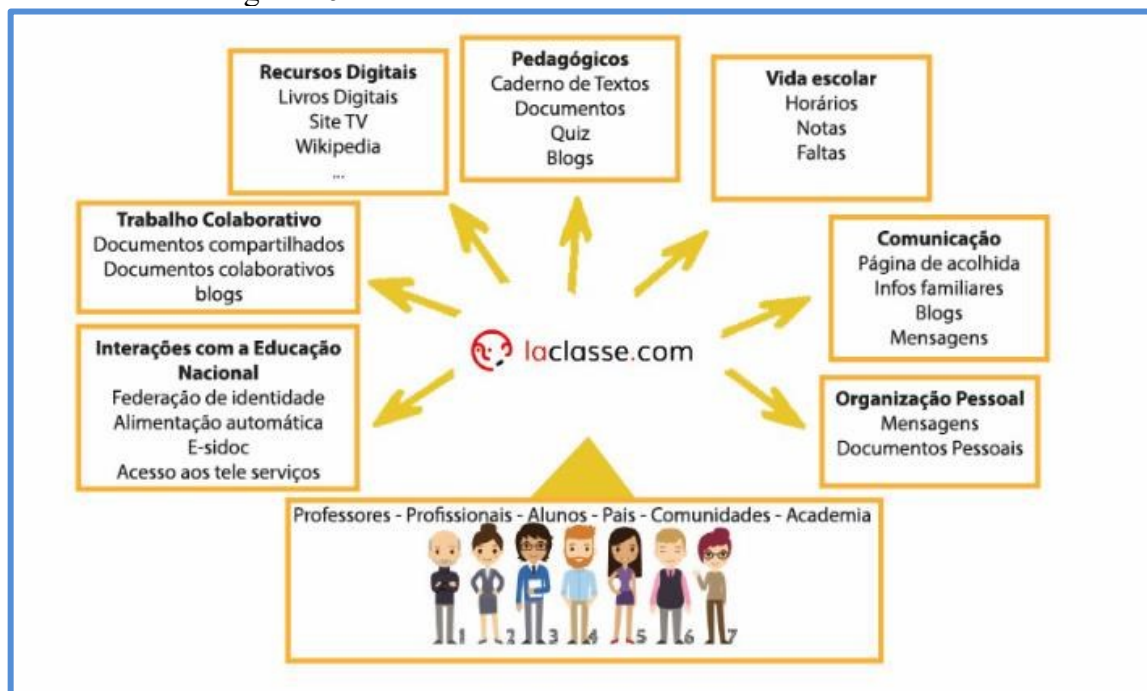 Recursos Digitais
Livros Digitais
Site TV
Wikipedia
...
Pedagógicos
Caderno de Textos
Documentos
Quiz
Blogs
Vida escolar
Horários
Notas
Faltas
Trabalho Colaborativo
Documentos compartilhados
Documentos colaborativos
blogs
Comunicação
Página de acolhida
Infos familiares
Blogs
Mensagens
Interações com a Educação
Nacional
Federação de identidade
Alimentação automática
E-sidoc
Acesso aos tele serviços
laclasse.com
Organização Pessoal
Mensagens
Documentos Pessoais
Professores - Profissionais - Alunos - Pais - Comunidades - Academia
1 2 3 4 5 6 7